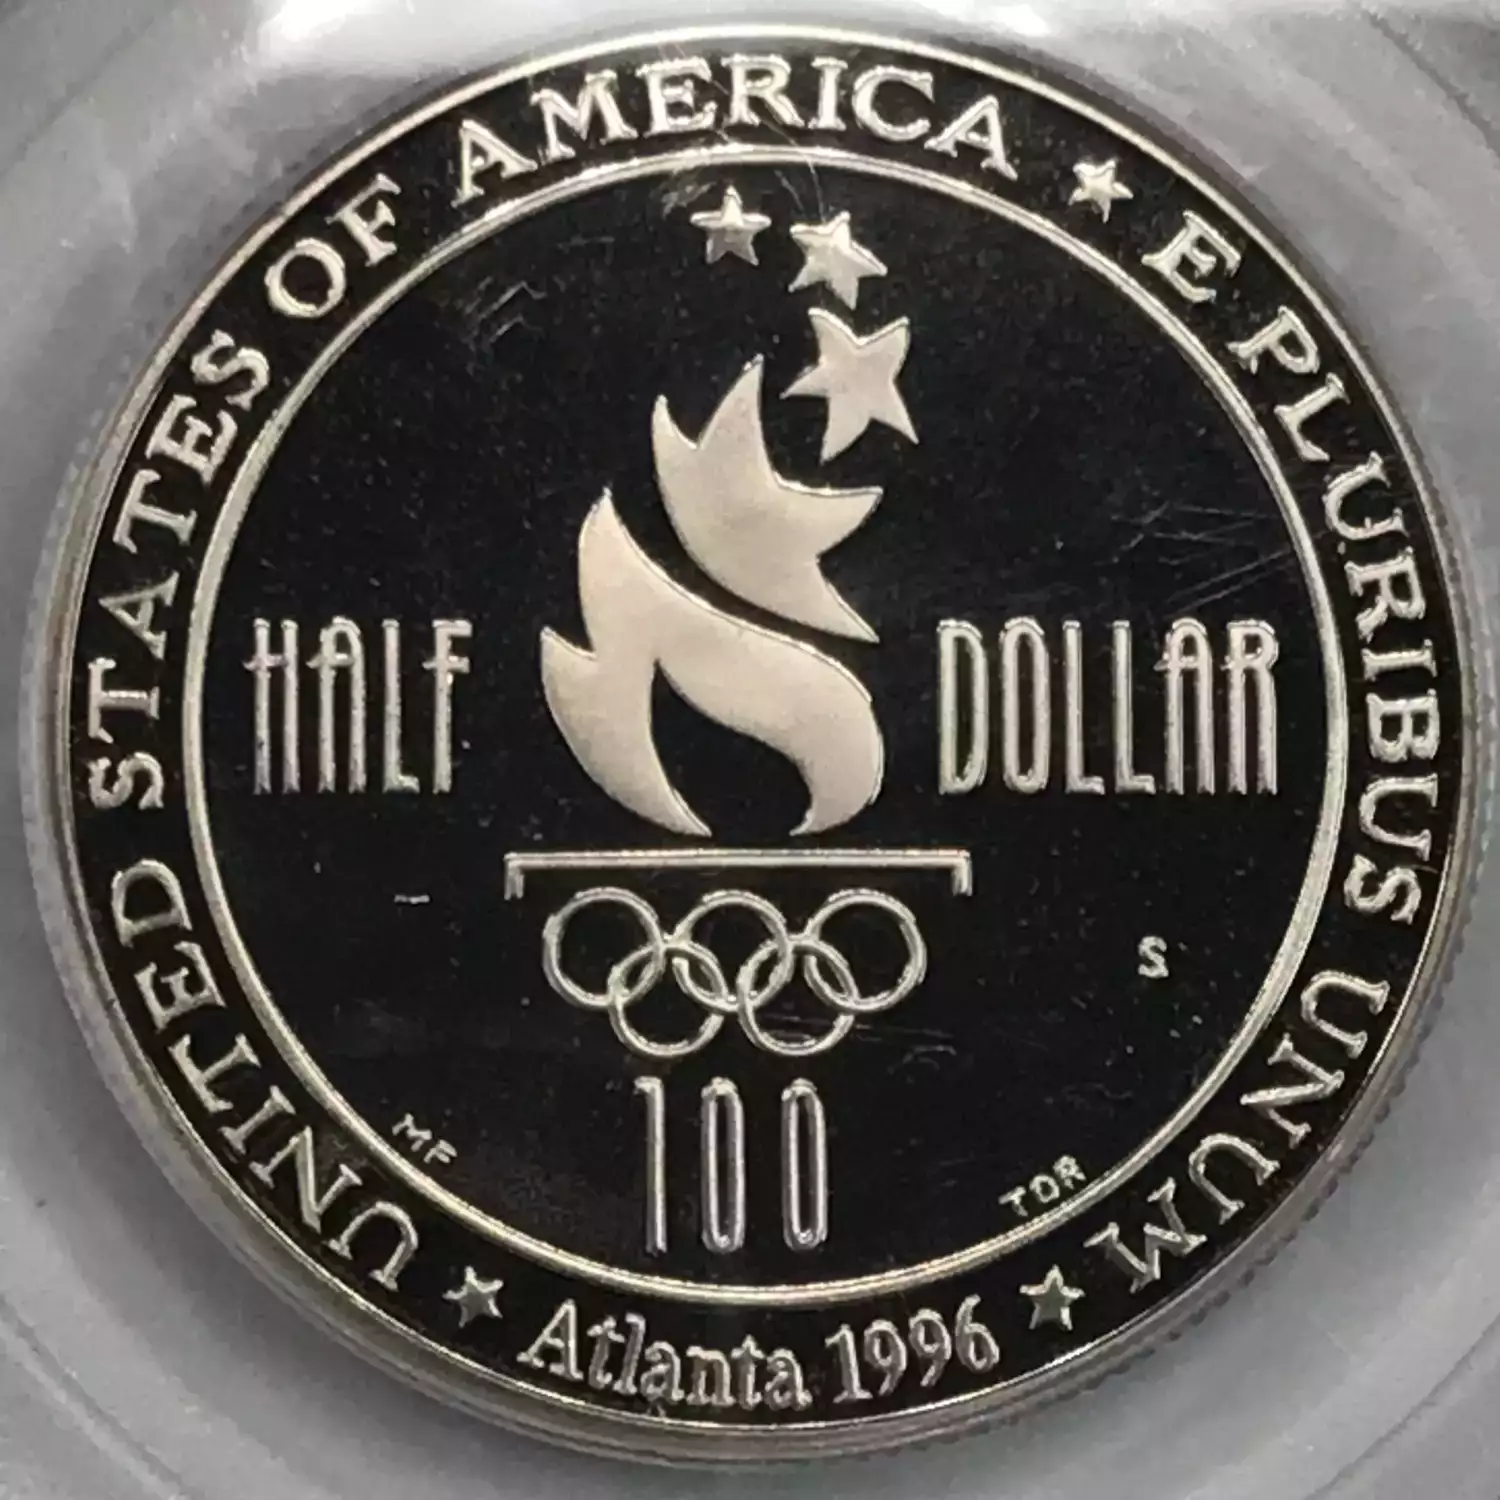 UNITED STATES OF AMERICA ★ E PLURIBUS UNUM ★
HALF DOLLAR
S
100
MF
TDR
★ Atlanta 1996